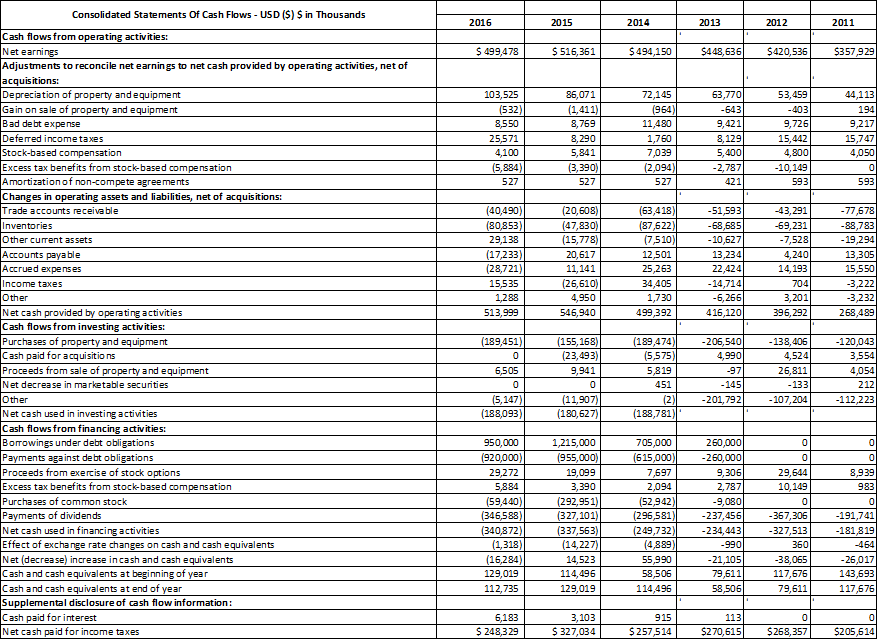 Consolidated Statements Of Cash Flows - USD ($) $ in Thousands
2016 2015 2014 2013 2012 2011
Cash flows from operating activities:
Net earnings $ 499,478 $ 516,361 $ 494,150 $448,636 $420,536 $357,929
Adjustments to reconcile net earnings to net cash provided by operating activities, net of
acquisitions:
Depreciation of property and equipment 103,525 86,071 72,145 63,770 53,459 44,113
Gain on sale of property and equipment (532) (1,411) (964) -643 -403 194
Bad debt expense 8,550 8,769 11,480 9,421 9,726 9,217
Deferred income taxes 25,571 8,290 1,760 8,129 15,442 15,747
Stock-based compensation 4,100 5,841 7,039 5,400 4,800 4,050
Excess tax benefits from stock-based compensation (5,884) (3,390) (2,094) -2,787 -10,149 0
Amortization of non-compete agreements 527 527 527 421 593 593
Changes in operating assets and liabilities, net of acquisitions:
Trade accounts receivable (40,490) (20,608) (63,418) -51,593 -43,291 -77,678
Inventories (80,853) (47,830) (87,622) -68,685 -69,231 -88,783
Other current assets 29,138 (15,778) (7,510) -10,627 -7,528 -19,294
Accounts payable (17,233) 20,617 12,501 13,234 4,240 13,305
Accrued expenses (28,721) 11,141 25,263 22,424 14,193 15,550
Income taxes 15,535 (26,610) 34,405 -14,714 704 -3,222
Other 1,288 4,950 1,730 -6,266 3,201 -3,232
Net cash provided by operating activities 513,999 546,940 499,392 416,120 396,292 268,489
Cash flows from investing activities:
Purchases of property and equipment (189,451) (155,168) (189,474) -206,540 -138,406 -120,043
Cash paid for acquisitions 0 (23,493) (5,575) 4,990 4,524 3,554
Proceeds from sale of property and equipment 6,505 9,941 5,819 -97 26,811 4,054
Net decrease in marketable securities 0 0 451 -145 -133 212
Other (5,147) (11,907) (2) -201,792 -107,204 -112,223
Net cash used in investing activities (188,093) (180,627) (188,781)
Cash flows from financing activities:
Borrowings under debt obligations 950,000 1,215,000 705,000 260,000 0 0
Payments against debt obligations (920,000) (955,000) (615,000) -260,000 0 0
Proceeds from exercise of stock options 29,272 19,099 7,697 9,306 29,644 8,939
Excess tax benefits from stock-based compensation 5,884 3,390 2,094 2,787 10,149 983
Purchases of common stock (59,440) (292,951) (52,942) -9,080 0 0
Payments of dividends (346,588) (327,101) (296,581) -237,456 -367,306 -191,741
Net cash used in financing activities (340,872) (337,563) (249,732) -234,443 -327,513 -181,819
Effect of exchange rate changes on cash and cash equivalents (1,318) (14,227) (4,889) -990 360 -464
Net (decrease) increase in cash and cash equivalents (16,284) 14,523 55,990 -21,105 -38,065 -26,017
Cash and cash equivalents at beginning of year 129,019 114,496 58,506 79,611 117,676 143,693
Cash and cash equivalents at end of year 112,735 129,019 114,496 58,506 79,611 117,676
Supplemental disclosure of cash flow information:
Cash paid for interest 6,183 3,103 915 113 0 0
Net cash paid for income taxes $ 248,329 $ 327,034 $ 257,514 $270,615 $268,357 $205,614